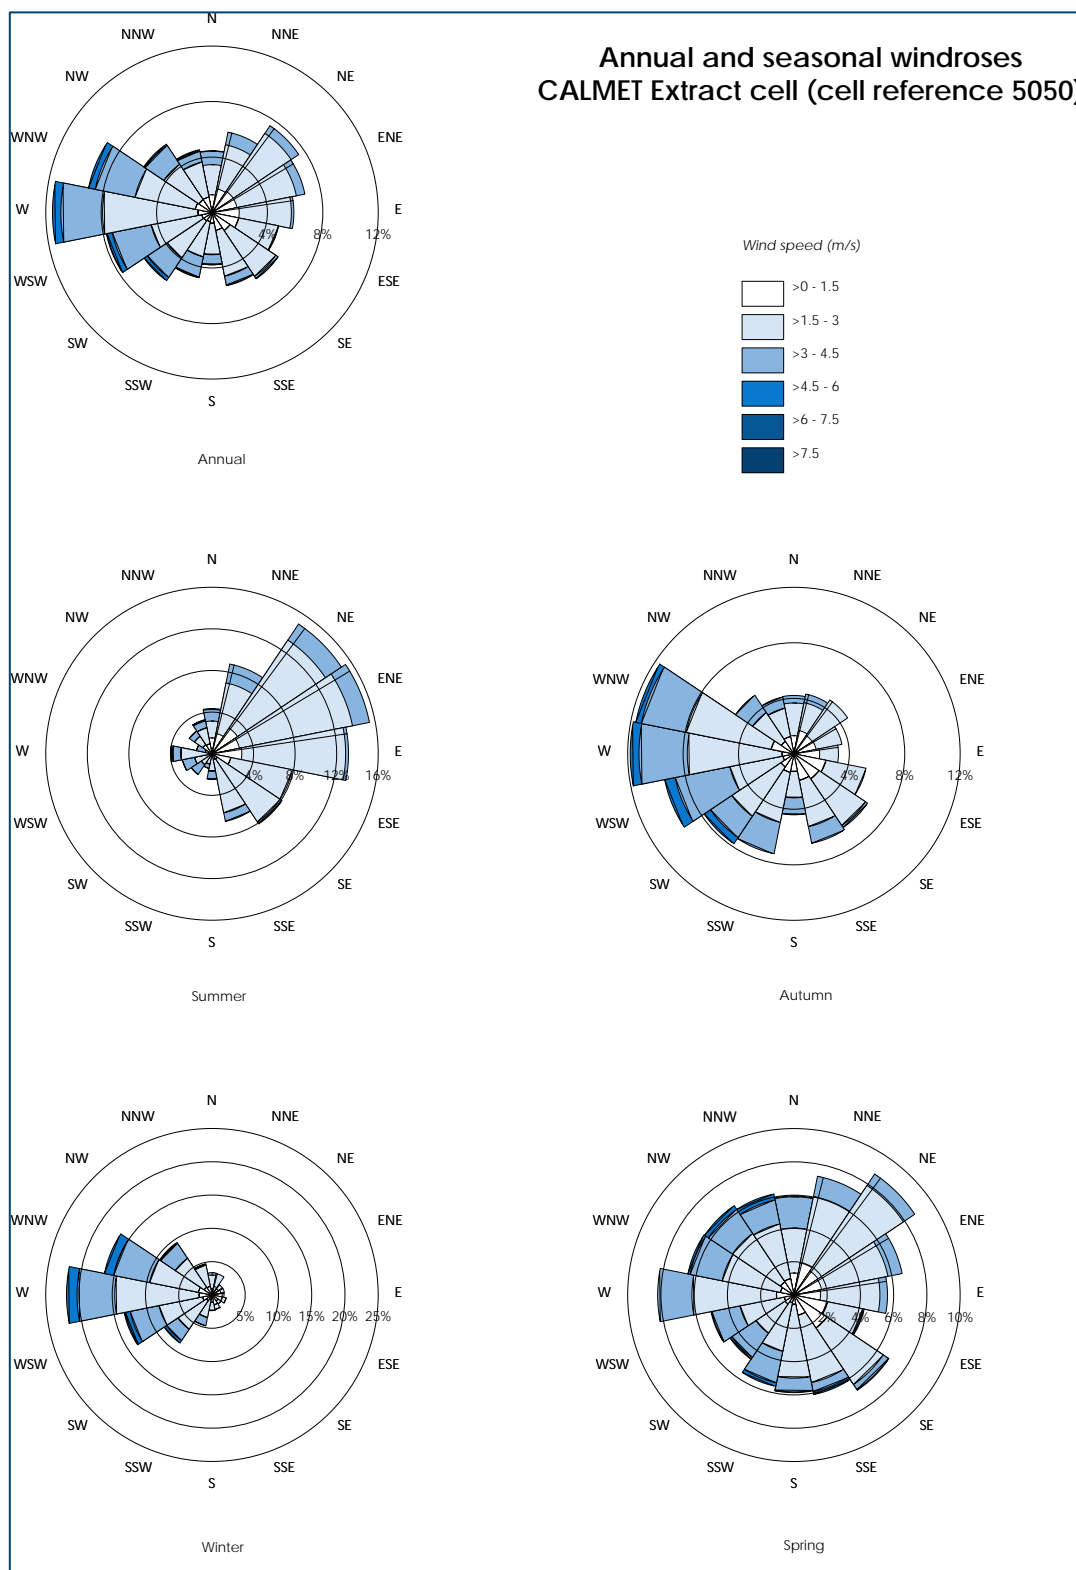 Annual and seasonal windroses
CALMET Extract cell (cell reference 5050)
N
NNW
NNE
NW
NE
WNW
ENE
W
E
4%
8%
12%
WSW
ESE
SW
SE
SSW
SSE
S
Annual
Wind speed (m/s)
>0 - 1.5
>1.5 - 3
>3 - 4.5
>4.5 - 6
>6 - 7.5
>7.5
N
NNW
NNE
NW
NE
WNW
ENE
W
E
4%
8%
12%
16%
WSW
ESE
SW
SE
SSW
SSE
S
Summer
N
NNW
NNE
NW
NE
WNW
ENE
W
E
4%
8%
12%
WSW
ESE
SW
SE
SSW
SSE
S
Autumn
N
NNW
NNE
NW
NE
WNW
ENE
W
E
5%
10%
15%
20%
25%
WSW
ESE
SW
SE
SSW
SSE
S
Winter
N
NNW
NNE
NW
NE
WNW
ENE
W
E
2%
4%
6%
8%
10%
WSW
ESE
SW
SE
SSW
SSE
S
Spring